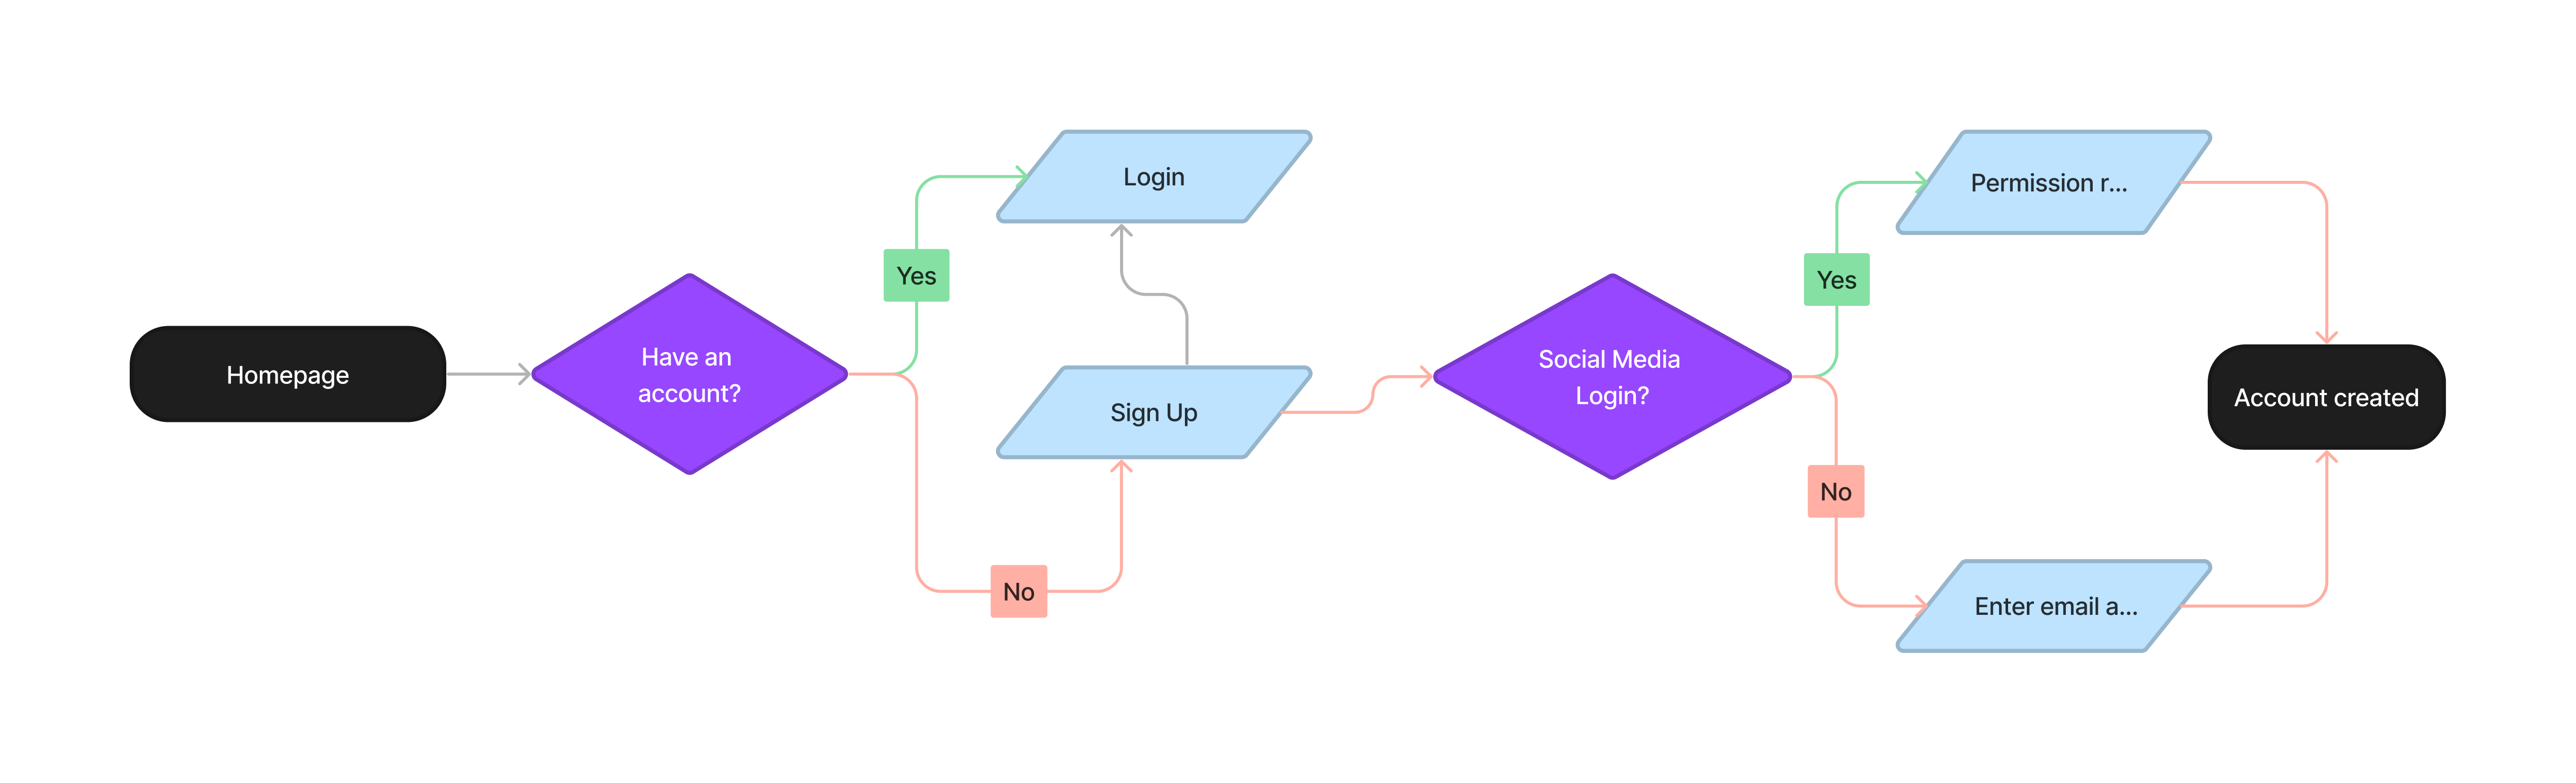 Homepage
Have an
account?
Yes
No
Login
Sign Up
Social Media
Login?
Yes
No
Permission r...
Enter email a...
Account created